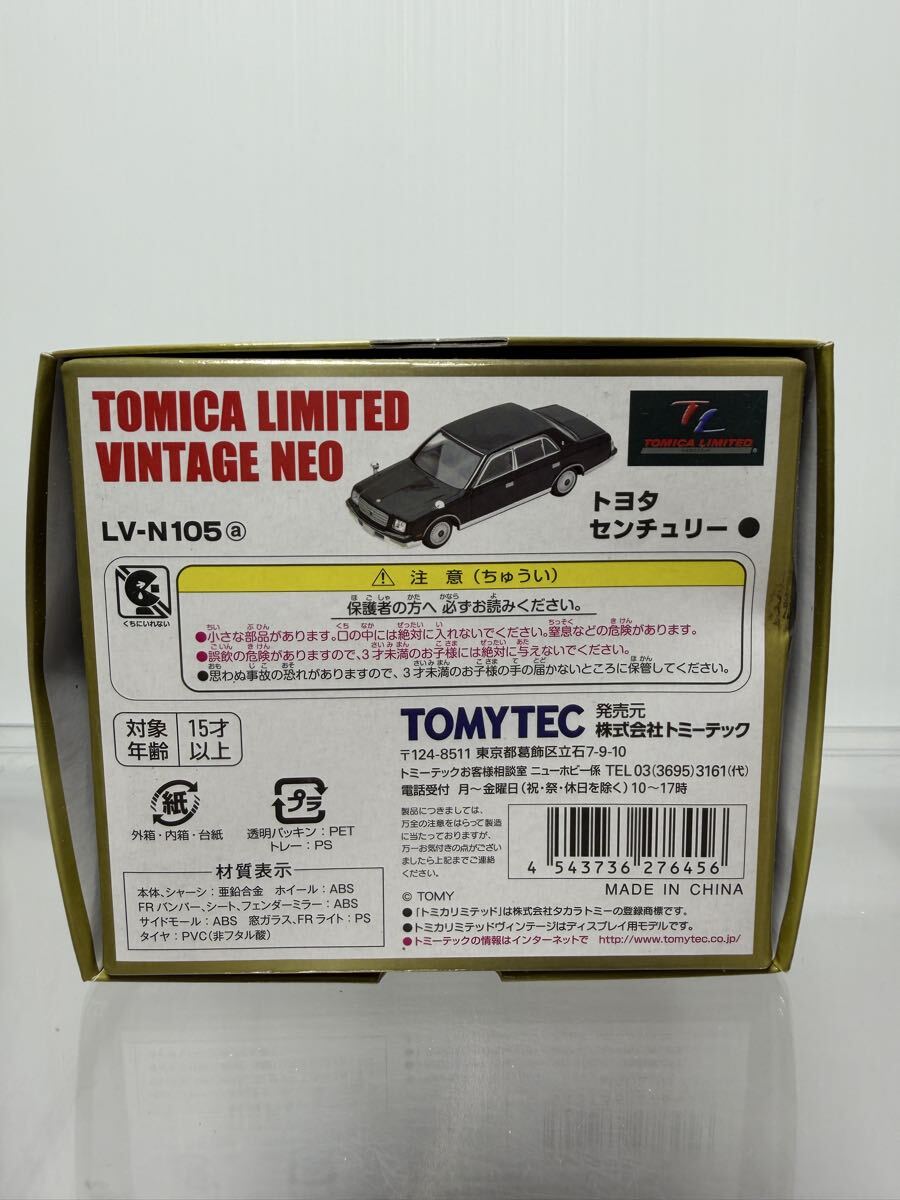 TOMICA LIMITED
VINTAGE NEO
LV-N105ⓐ
TL
TOMICA LIMITED
®
トヨタ
センチュリー ●
くちにいれない
⚠ 注意(ちゅうい)
保護者の方へ 必ずお読みください。
●小さな部品があります。口の中には絶対に入れないでください。窒息などの危険があります。
●誤飲の危険がありますので、3才未満のお子様には絶対に与えないでください。
●思わぬ事故の恐れがありますので、3才未満のお子様の手の届かないところに保管してください。
対象年齢 15才以上
TOMYTEC 発売元 株式会社トミーテック
〒124-8511 東京都葛飾区立石7-9-10
トミーテックお客様相談室 ニューホビー係 TEL 03(3695)3161(代)
電話受付 月~金曜日(祝・祭・休日を除く)10~17時
紙
外箱・内箱・台紙
プラ
透明パッキン:PET
トレー:PS
材質表示
本体、シャーシ:亜鉛合金 ホイール:ABS
FRバンパー、シート、フェンダーミラー:ABS
サイドモール:ABS 窓ガラス、FRライト:PS
タイヤ:PVC(非フタル酸)
製品につきましては、
万全の注意をはらって製造
に当たっておりますが、
万一お気付きの点がござい
ましたら上記までご連絡
ください。
4 543736 276456
MADE IN CHINA
© TOMY
●「トミカリミテッド」は株式会社タカラトミーの登録商標です。
●トミカリミテッドヴィンテージはディスプレイ用モデルです。
●トミーテックの情報はインターネットで http://www.tomytec.co.jp/